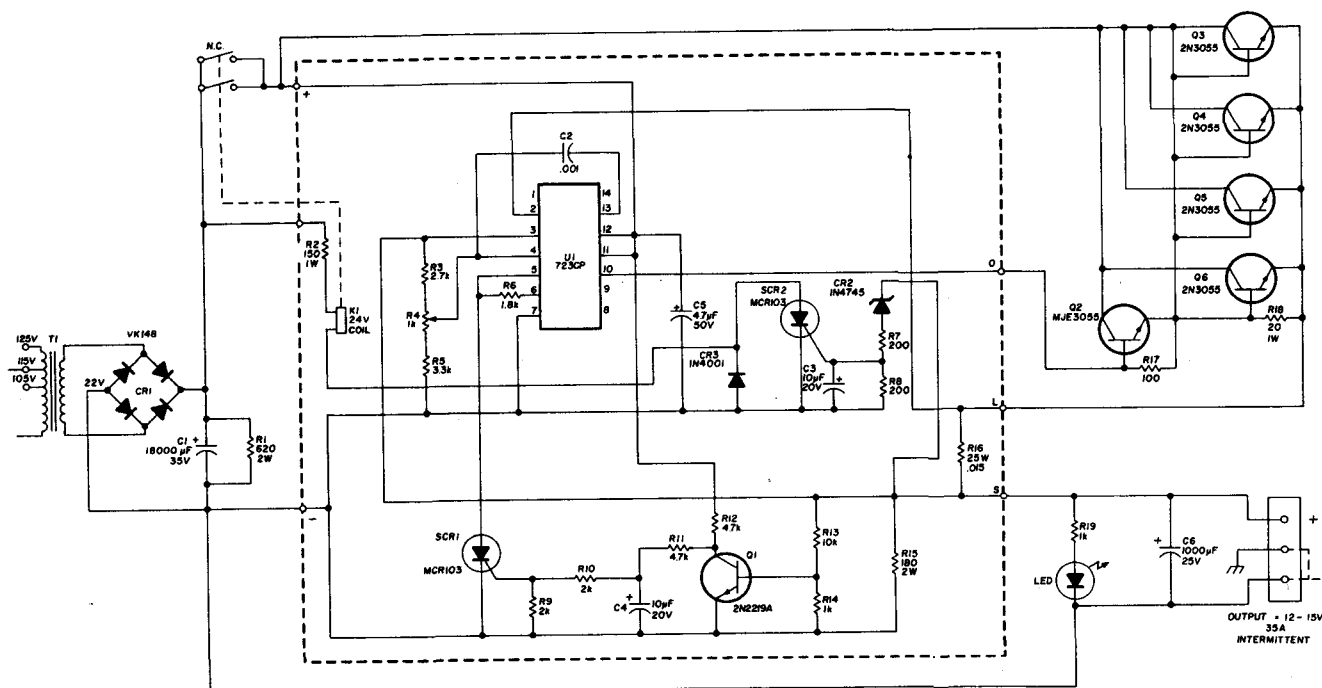 N.C.
+
Q3
2N3055
Q4
2N3055
Q5
2N3055
Q6
2N3055
Q2
MJE3055
R18
20
1W
R17
100
C2
.001
1
2
3
4
5
6
7
14
13
12
11
10
9
8
U1
723CP
R2
150
1W
K1
24V
COIL
R3
2.7k
R4
1k
R5
3.3k
R6
1.8k
C5
4.7µF
50V
SCR2
MCR103
CR2
1N4745
R7
200
R8
200
CR3
1N4001
C3
10µF
20V
+
+
O
L
S
T1
125V
115V
105V
VK148
22V
CR1
C1
18000µF
35V
+
R1
620
2W
-
R16
25W
.015
SCR1
MCR103
R9
2k
R10
2k
R11
4.7k
R12
4.7k
C4
10µF
20V
+
Q1
2N2219A
R13
10k
R14
1k
R15
180
2W
R19
1k
LED
C6
1000µF
25V
+
+
-
OUTPUT = 12-15V
35A
INTERMITTENT